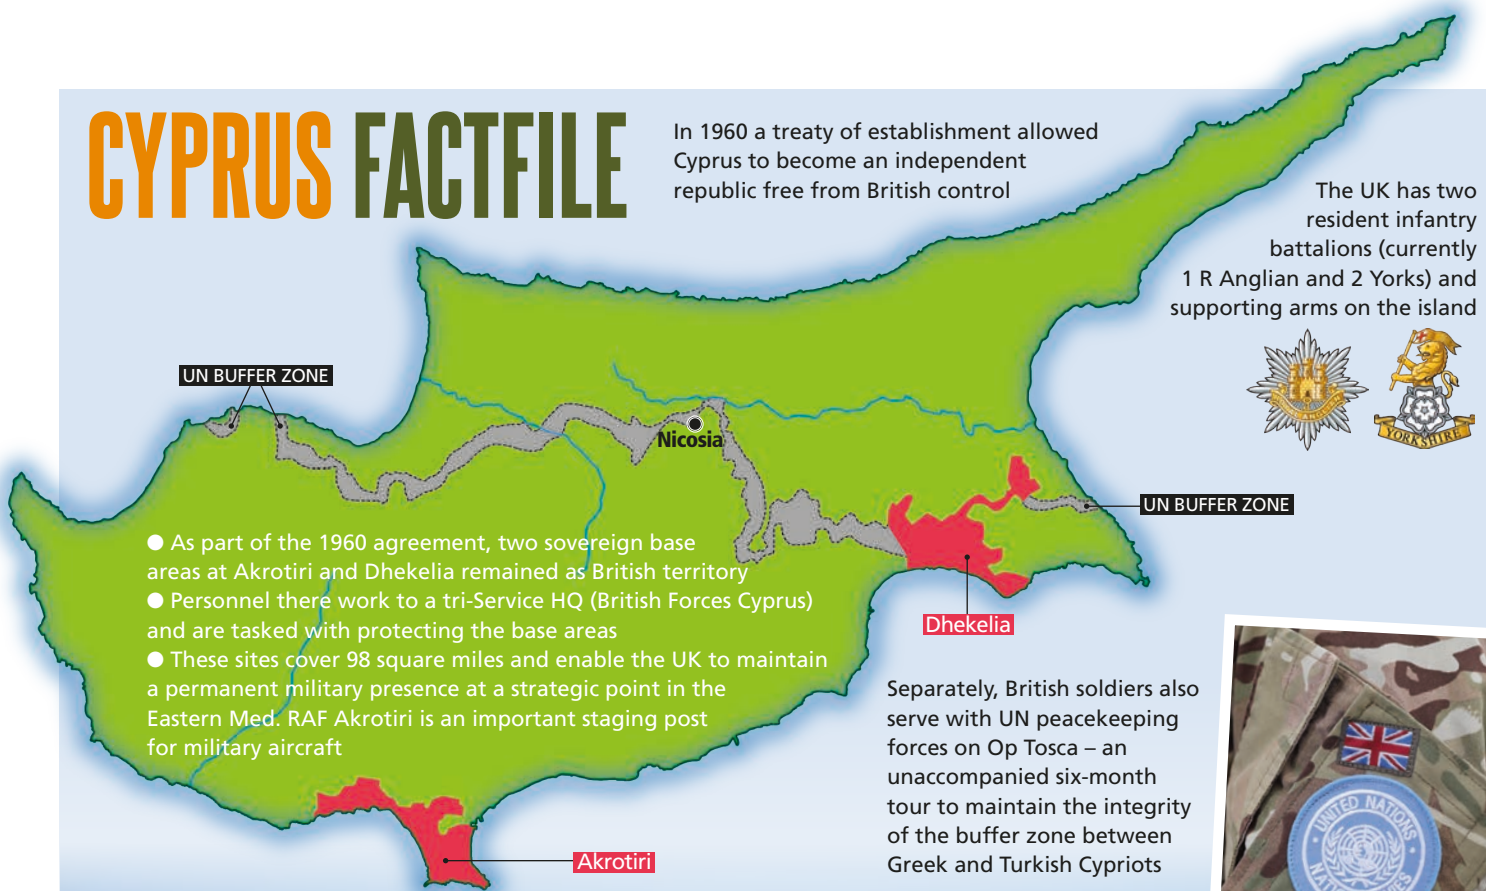 CYPRUS FACTFILE
In 1960 a treaty of establishment allowed
Cyprus to become an independent
republic free from British control
The UK has two
resident infantry
battalions (currently
1 R Anglian and 2 Yorks) and
supporting arms on the island
YORKSHIRE
UN BUFFER ZONE
Nicosia
UN BUFFER ZONE
● As part of the 1960 agreement, two sovereign base
areas at Akrotiri and Dhekelia remained as British territory
● Personnel there work to a tri-Service HQ (British Forces Cyprus)
and are tasked with protecting the base areas
● These sites cover 98 square miles and enable the UK to maintain
a permanent military presence at a strategic point in the
Eastern Med. RAF Akrotiri is an important staging post
for military aircraft
Dhekelia
Akrotiri
Separately, British soldiers also
serve with UN peacekeeping
forces on Op Tosca – an
unaccompanied six-month
tour to maintain the integrity
of the buffer zone between
Greek and Turkish Cypriots
UNITED NATIONS